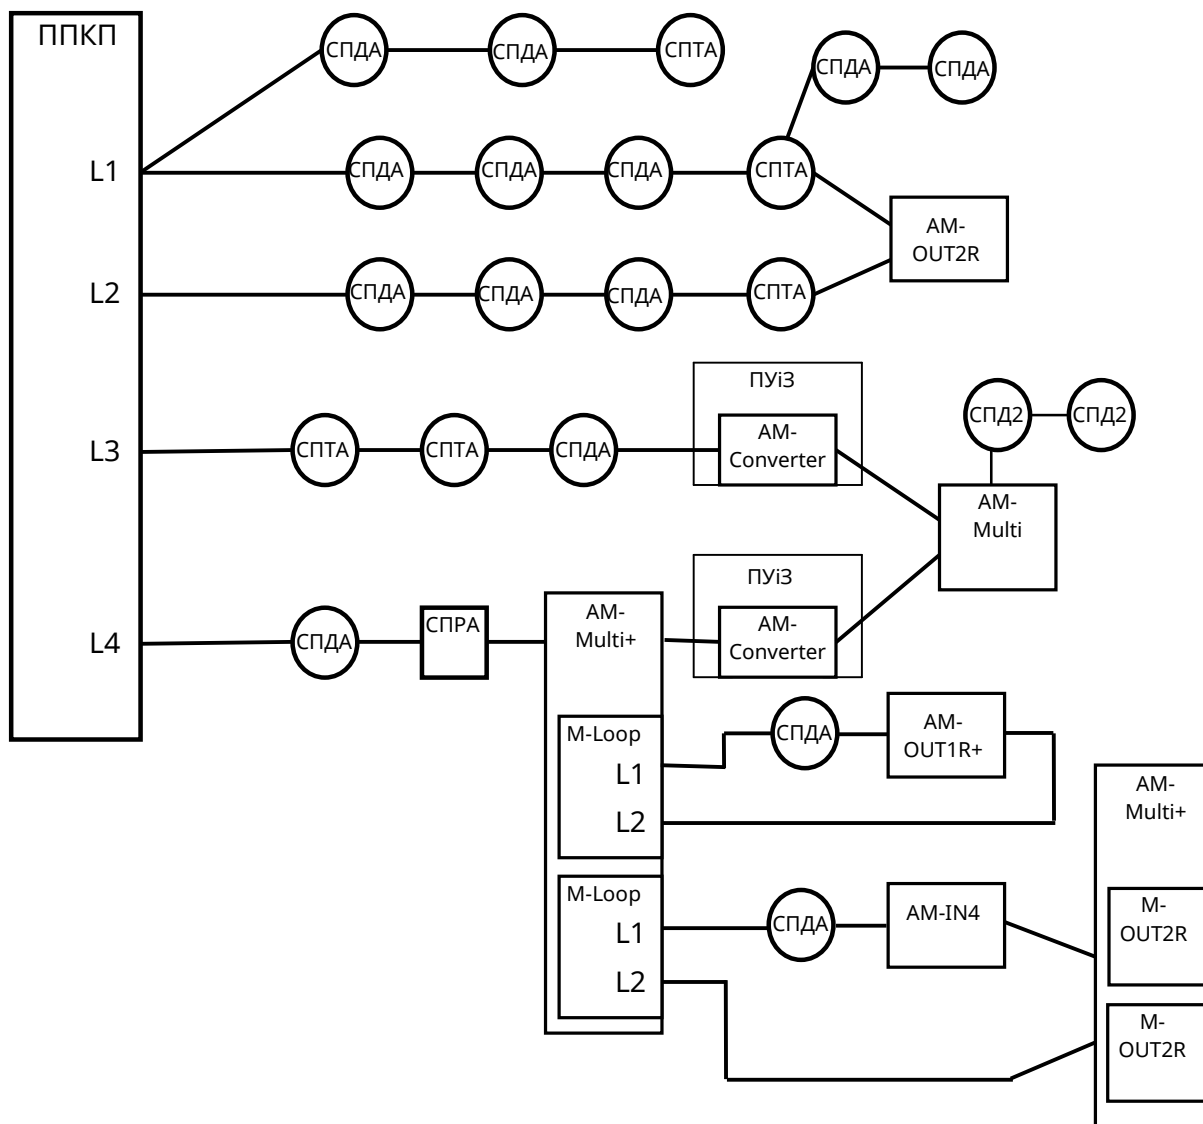 ППКП
СПДА
СПДА
СПТА
СПДА
СПДА
L1
СПДА
СПДА
СПДА
СПТА
AM-
OUT2R
L2
СПДА
СПДА
СПДА
СПТА
ПУіЗ
L3
СПТА
СПТА
СПДА
AM-
Converter
СПД2
СПД2
AM-
Multi
ПУіЗ
L4
СПДА
СПРА
AM-
Multi+
AM-
Converter
M-Loop
L1
L2
СПДА
AM-
OUT1R+
AM-
Multi+
M-Loop
L1
L2
СПДА
AM-IN4
M-
OUT2R
M-
OUT2R